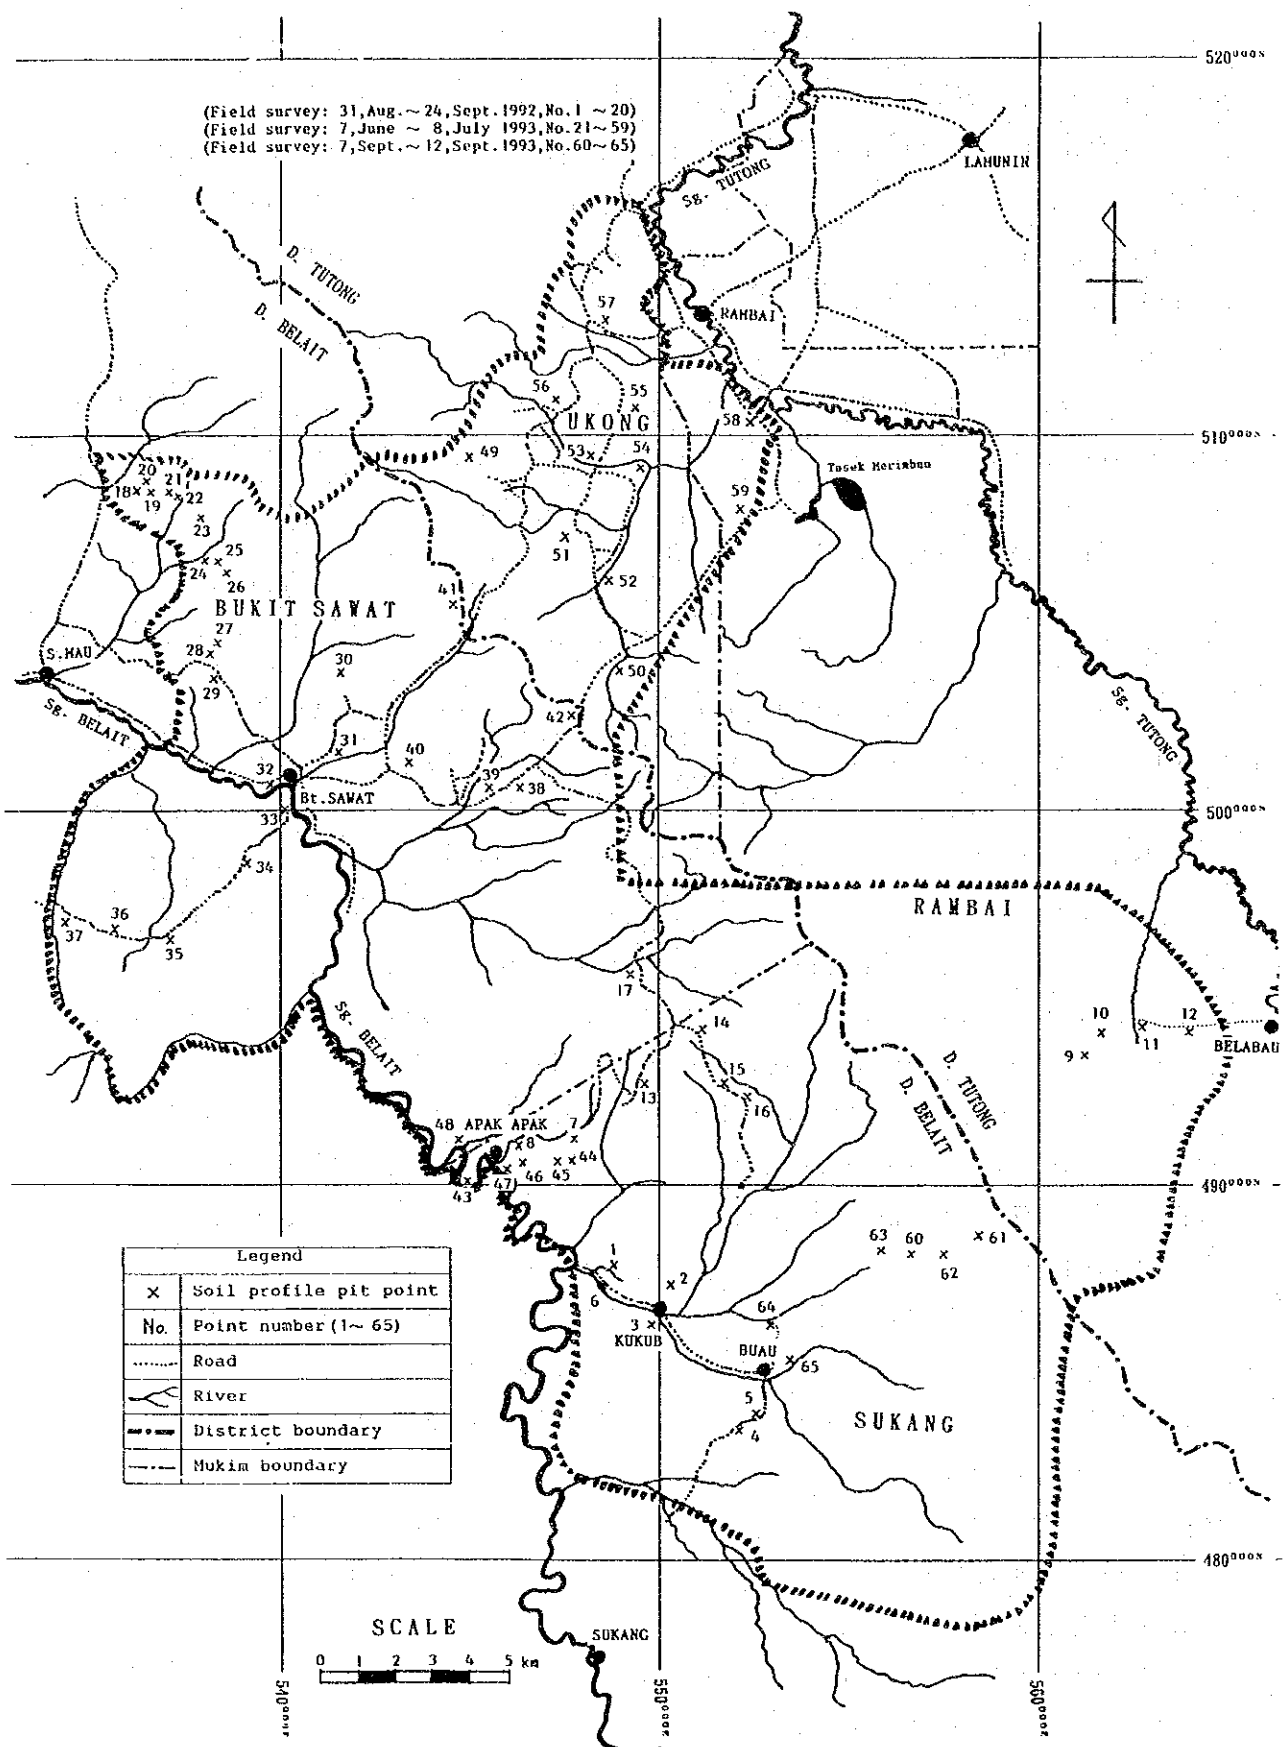 520000N
(Field survey: 31,Aug.~24,Sept.1992,No.1 ~20)
(Field survey: 7,June ~ 8,July 1993,No.21~59)
(Field survey: 7,Sept.~12,Sept.1993,No.60~65)
LAMUNIN
Sg. TUTONG
D. TUTONG
D. BELAIT
57
RAMBAI
56
55
UKONG
58
510000N
49
53
54
Tasek Merimbun
20
18
19
21
22
59
23
51
24
25
26
52
41
BUKIT SAWAT
27
28
S.MAU
30
50
29
Sg. BELAIT
Sg. TUTONG
42
31
40
39
38
32
Bt.SAWAT
33
500000N
34
RAMBAI
36
37
35
17
Sg. BELAIT
14
10
12
11
9
BELABAU
15
13
16
D. TUTONG
D. BELAIT
48 APAK APAK
7
8
44
46
45
47
43
490000N
1
63
60
61
62
2
6
64
3
KUKUB
BUAU
65
5
4
SUKANG
Legend
× Soil profile pit point
No. Point number (1~ 65)
Road
River
District boundary
Mukim boundary
480000N
SCALE
0 1 2 3 4 5 km
SUKANG
540000E
550000E
560000E